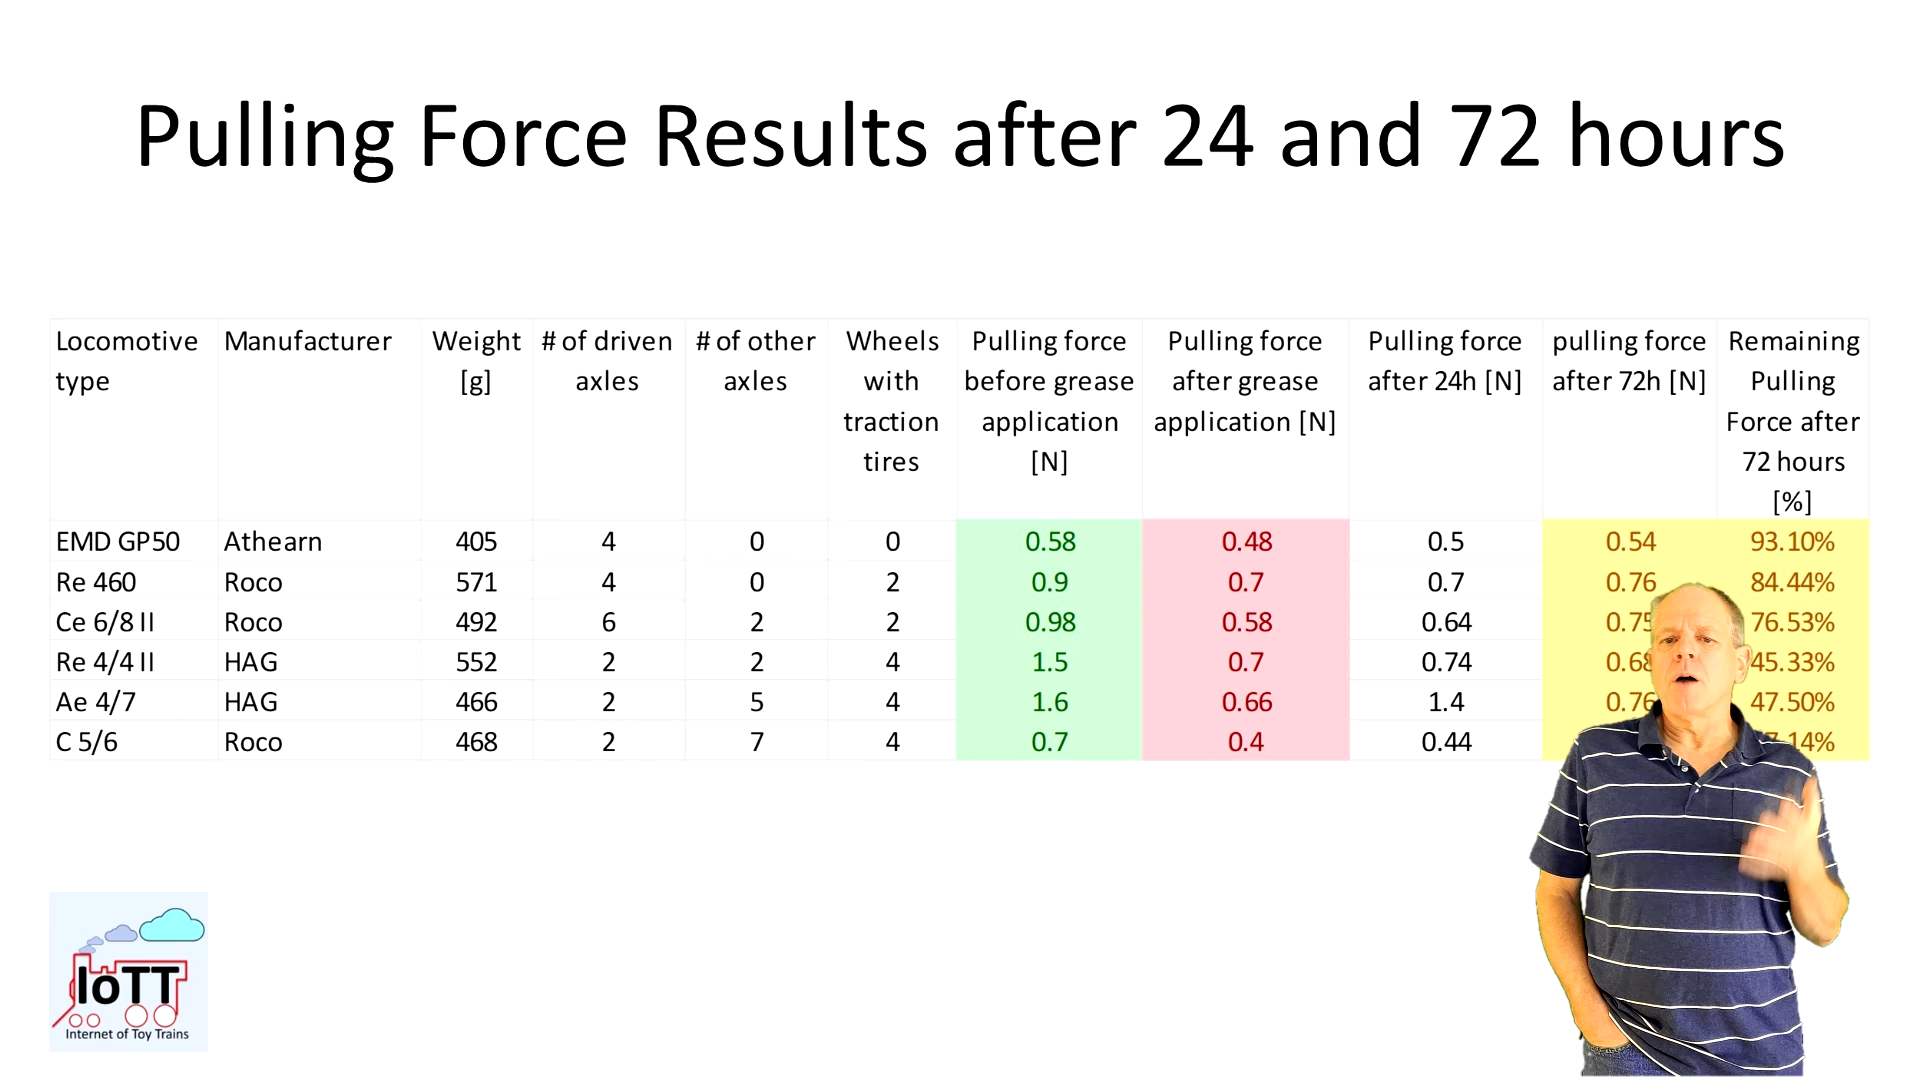 Pulling Force Results after 24 and 72 hours
Locomotive type Manufacturer Weight [g] # of driven axles # of other axles Wheels with traction tires Pulling force before grease application [N] Pulling force after grease application [N] Pulling force after 24h [N] pulling force after 72h [N] Remaining Pulling Force after 72 hours [%]
EMD GP50 Athearn 405 4 0 0 0.58 0.48 0.5 0.54 93.10%
Re 460 Roco 571 4 0 2 0.9 0.7 0.7 0.76 84.44%
Ce 6/8 II Roco 492 6 2 2 0.98 0.58 0.64 0.75 76.53%
Re 4/4 II HAG 552 2 2 4 1.5 0.7 0.74 0.68 45.33%
Ae 4/7 HAG 466 2 5 4 1.6 0.66 1.4 0.76 47.50%
C 5/6 Roco 468 2 7 4 0.7 0.4 0.44
IoTT
Internet of Toy Trains